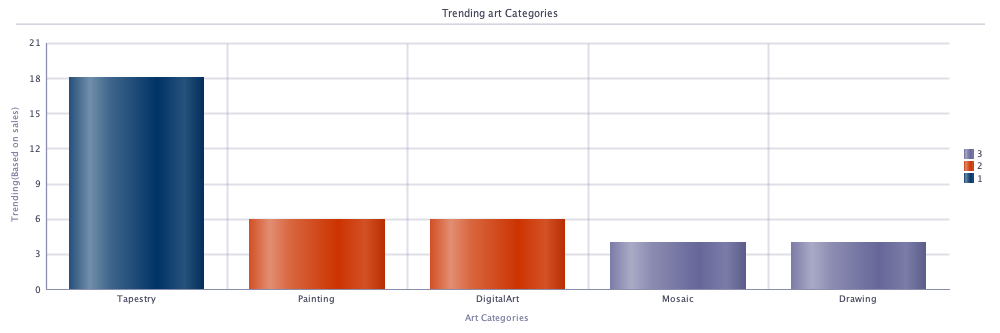 Trending art Categories
21
18
15
12
9
6
3
0
Trending(Based on sales)
Tapestry
Painting
DigitalArt
Mosaic
Drawing
Art Categories
3
2
1